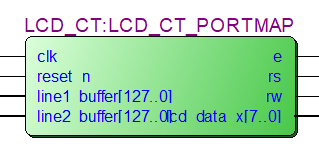 LCD_CT:LCD_CT_PORTMAP
clk e
reset_n rs
line1_buffer[127..0] rw
line2_buffer[127..0] lcd_data_x[7..0]